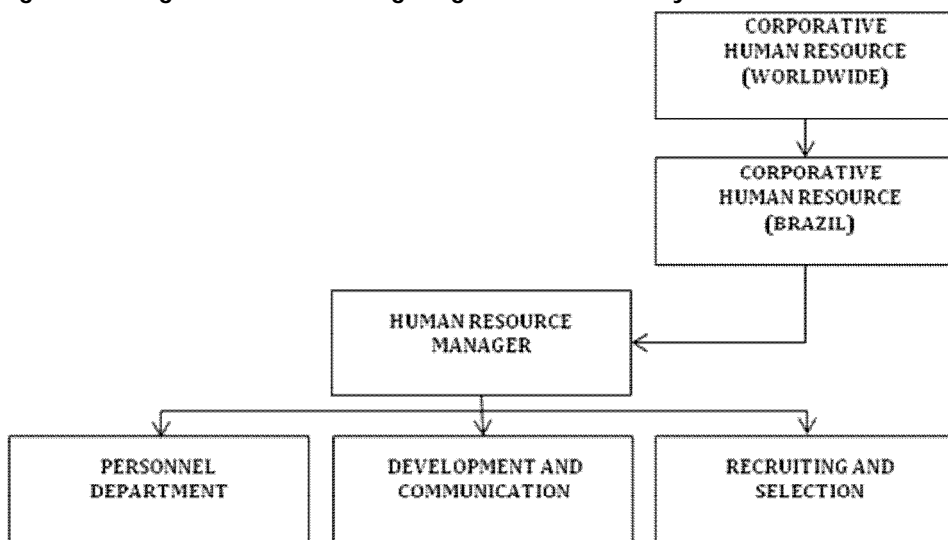 CORPORATIVE
HUMAN RESOURCE
(WORLDWIDE)
CORPORATIVE
HUMAN RESOURCE
(BRAZIL)
HUMAN RESOURCE
MANAGER
PERSONNEL
DEPARTMENT
DEVELOPMENT AND
COMMUNICATION
RECRUITING AND
SELECTION